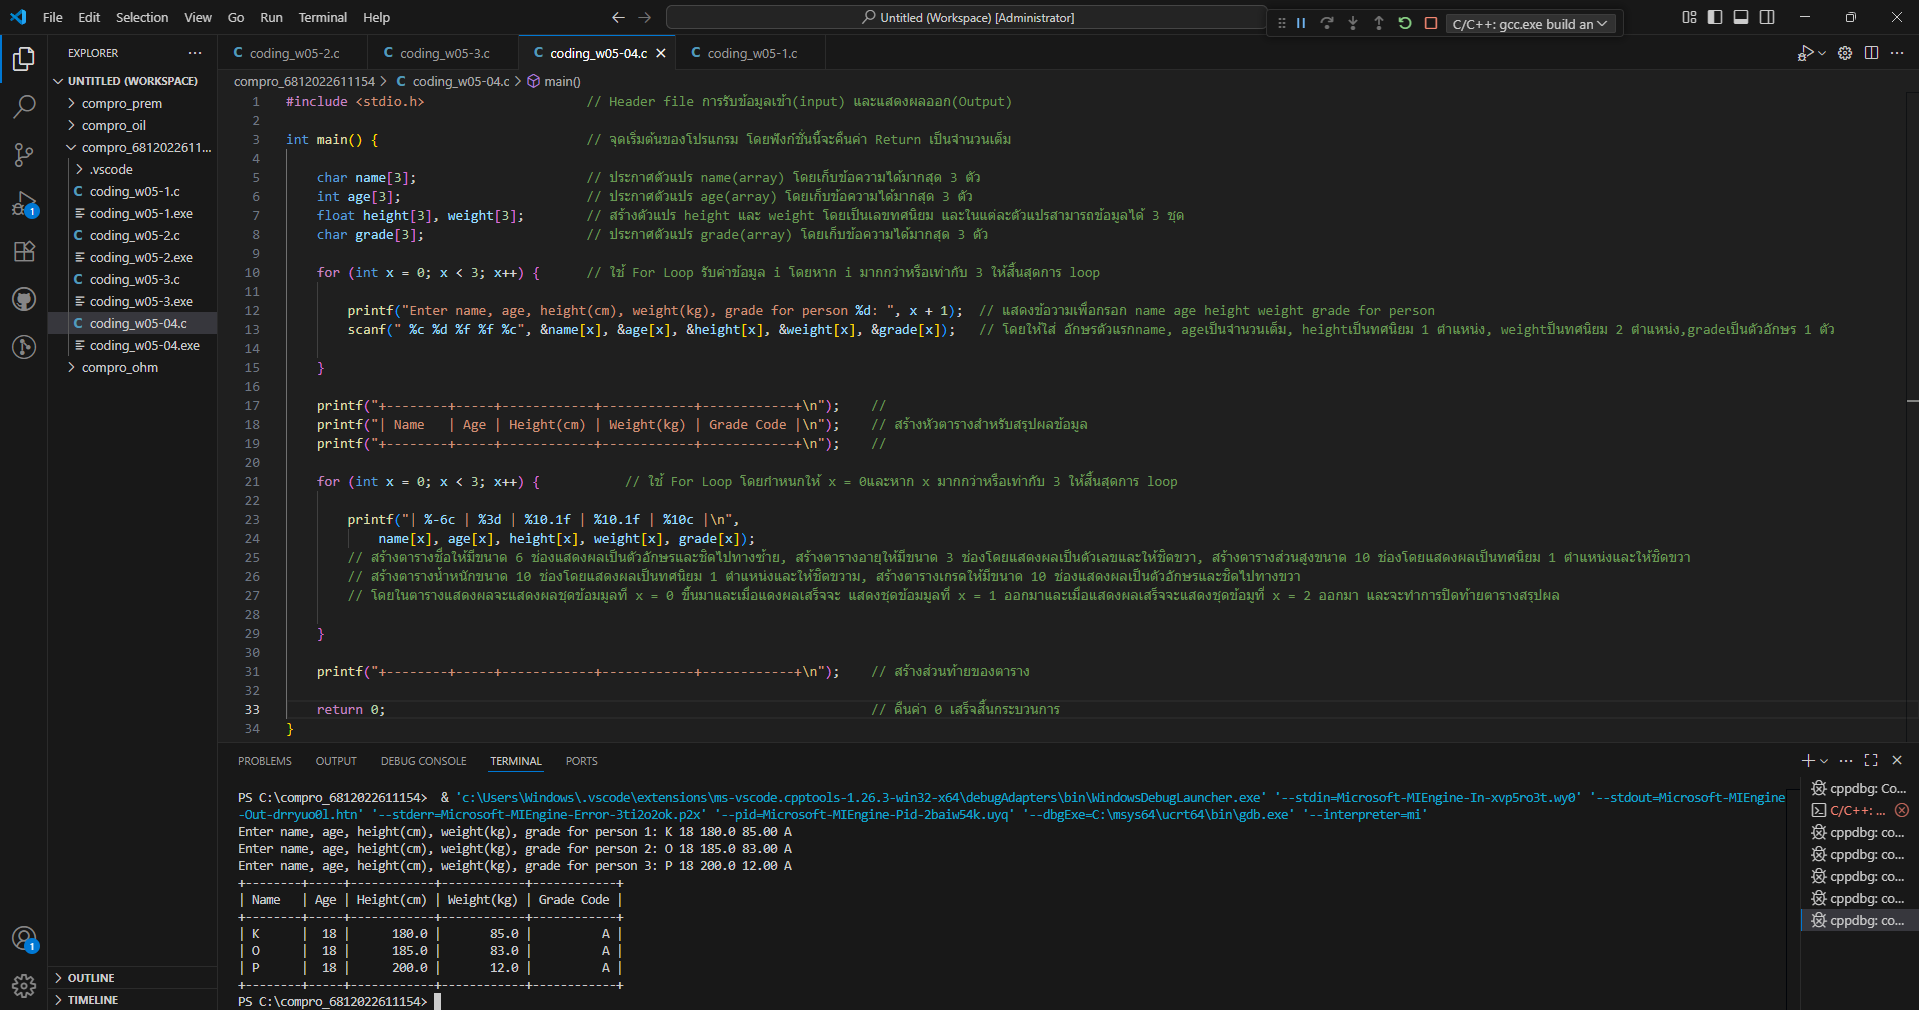 File Edit Selection View Go Run Terminal Help
Untitled (Workspace) [Administrator]
C/C++: gcc.exe build an
EXPLORER
UNTITLED (WORKSPACE)
compro_prem
compro_oil
compro_6812022611...
.vscode
C coding_w05-1.c
coding_w05-1.exe
C coding_w05-2.c
coding_w05-2.exe
C coding_w05-3.c
coding_w05-3.exe
C coding_w05-04.c
coding_w05-04.exe
compro_ohm
OUTLINE
TIMELINE
1
1
C coding_w05-2.c C coding_w05-3.c C coding_w05-04.c C coding_w05-1.c
compro_6812022611154 > C coding_w05-04.c > main()
1 #include <stdio.h> // Header file การรับข้อมูลเข้า(input) และแสดงผลออก(Output)
2
3 int main() { // จุดเริ่มต้นของโปรแกรม โดยฟังก์ชั่นนี้จะคืนค่า Return เป็นจำนวนเต็ม
4
5 char name[3]; // ประกาศตัวแปร name(array) โดยเก็บข้อความได้มากสุด 3 ตัว
6 int age[3]; // ประกาศตัวแปร age(array) โดยเก็บข้อความได้มากสุด 3 ตัว
7 float height[3], weight[3]; // สร้างตัวแปร height และ weight โดยเป็นเลขทศนิยม และในแต่ละตัวแปรสามารถข้อมูลได้ 3 ชุด
8 char grade[3]; // ประกาศตัวแปร grade(array) โดยเก็บข้อความได้มากสุด 3 ตัว
9
10 for (int x = 0; x < 3; x++) { // ใช้ For Loop รับค่าข้อมูล i โดยหาก i มากกว่าหรือเท่ากับ 3 ให้สิ้นสุดการ loop
11
12 printf("Enter name, age, height(cm), weight(kg), grade for person %d: ", x + 1); // แสดงข้อวามเพื่อกรอก name age height weight grade for person
13 scanf(" %c %d %f %f %c", &name[x], &age[x], &height[x], &weight[x], &grade[x]); // โดยให้ใส่ อักษรตัวแรกname, ageเป็นจำนวนเต็ม, heightเป็นทศนิยม 1 ตำแหน่ง, weightป็นทศนิยม 2 ตำแหน่ง,gradeเป็นตัวอักษร 1 ตัว
14
15 }
16
17 printf("+--------+-----+------------+------------+------------+\n"); //
18 printf("| Name   | Age | Height(cm) | Weight(kg) | Grade Code |\n"); // สร้างหัวตารางสำหรับสรุปผลข้อมูล
19 printf("+--------+-----+------------+------------+------------+\n"); //
20
21 for (int x = 0; x < 3; x++) { // ใช้ For Loop โดยกำหนกให้ x = 0และหาก x มากกว่าหรือเท่ากับ 3 ให้สิ้นสุดการ loop
22
23 printf("| %-6c | %3d | %10.1f | %10.1f | %10c |\n",
24 name[x], age[x], height[x], weight[x], grade[x]);
25 // สร้างตารางชื่อให้มีขนาด 6 ช่องแสดงผลเป็นตัวอักษรและชิดไปทางซ้าย, สร้างตารางอายุให้มีขนาด 3 ช่องโดยแสดงผลเป็นตัวเลขและให้ชิดขวา, สร้างตารางส่วนสูงขนาด 10 ช่องโดยแสดงผลเป็นทศนิยม 1 ตำแหน่งและให้ชิดขวา
26 // สร้างตารางน้ำหนักขนาด 10 ช่องโดยแสดงผลเป็นทศนิยม 1 ตำแหน่งและให้ชิดขวาม, สร้างตารางเกรดให้มีขนาด 10 ช่องแสดงผลเป็นตัวอักษรและชิดไปทางขวา
27 // โดยในตารางแสดงผลจะแสดงผลชุดข้อมมูลที่ x = 0 ขึ้นมาและเมื่อแดงผลเสร็จจะ แสดงชุดข้อมมูลที่ x = 1 ออกมาและเมื่อแสดงผลเสร็จจะแสดงชุดข้อมูที่ x = 2 ออกมา และจะทำการปิดท้ายตารางสรุปผล
28
29 }
30
31 printf("+--------+-----+------------+------------+------------+\n"); // สร้างส่วนท้ายของตาราง
32
33 return 0; // คืนค่า 0 เสร็จสิ้นกระบวนการ
34 }
PROBLEMS OUTPUT DEBUG CONSOLE TERMINAL PORTS
PS C:\compro_6812022611154> & 'c:\Users\Windows\.vscode\extensions\ms-vscode.cpptools-1.26.3-win32-x64\debugAdapters\bin\WindowsDebugLauncher.exe' '--stdin=Microsoft-MIEngine-In-xvp5ro3t.wy0' '--stdout=Microsoft-MIEngine
-Out-drryuo0l.htn' '--stderr=Microsoft-MIEngine-Error-3ti2o2ok.p2x' '--pid=Microsoft-MIEngine-Pid-2baiw54k.uyq' '--dbgExe=C:\msys64\ucrt64\bin\gdb.exe' '--interpreter=mi'
Enter name, age, height(cm), weight(kg), grade for person 1: K 18 180.0 85.00 A
Enter name, age, height(cm), weight(kg), grade for person 2: O 18 185.0 83.00 A
Enter name, age, height(cm), weight(kg), grade for person 3: P 18 200.0 12.00 A
+--------+-----+------------+------------+------------+
| Name   | Age | Height(cm) | Weight(kg) | Grade Code |
+--------+-----+------------+------------+------------+
| K      |  18 |      180.0 |       85.0 |          A |
| O      |  18 |      185.0 |       83.0 |          A |
| P      |  18 |      200.0 |       12.0 |          A |
+--------+-----+------------+------------+------------+
PS C:\compro_6812022611154>
cppdbg: Co...
C/C++: ...
cppdbg: co...
cppdbg: co...
cppdbg: co...
cppdbg: co...
cppdbg: co...